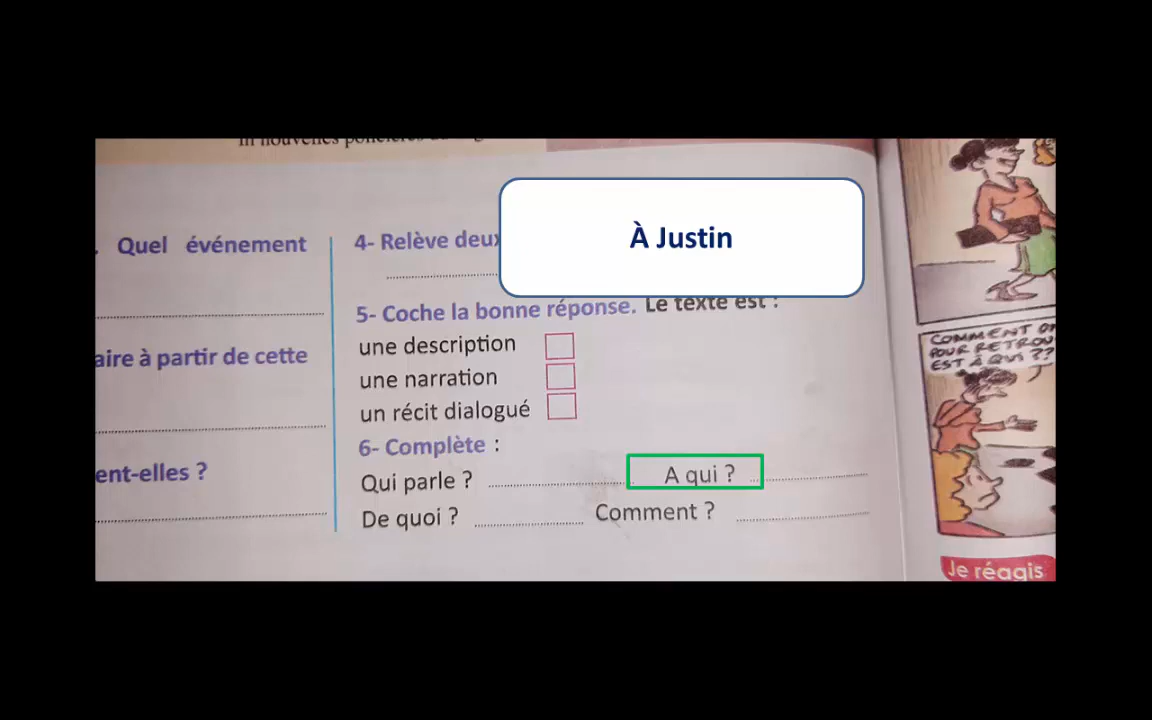 Quel événement
aire à partir de cette
ent-elles ?
À Justin
4- Relève deux
5- Coche la bonne réponse. Le texte est :
une description
une narration
un récit dialogué
6- Complète :
Qui parle ? A qui ?
De quoi ? Comment ?
COMMENT
POUR RETROU
EST À QUI ??
Je réagis